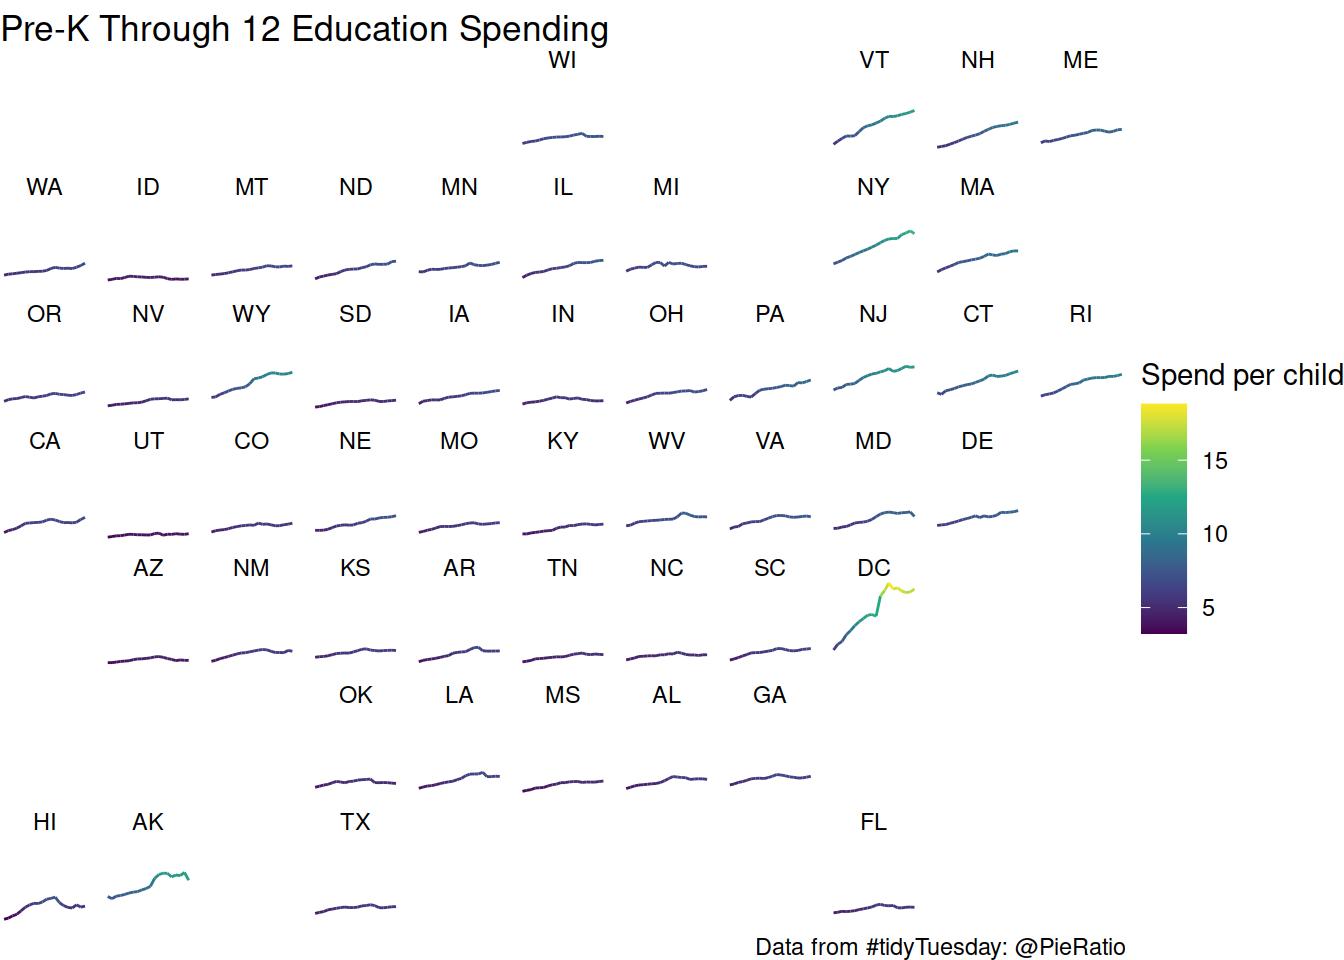 Pre-K Through 12 Education Spending
WI VT NH ME
WA ID MT ND MN IL MI NY MA
OR NV WY SD IA IN OH PA NJ CT RI
CA UT CO NE MO KY WV VA MD DE
AZ NM KS AR TN NC SC DC
OK LA MS AL GA
HI AK TX FL
Spend per child
15
10
5
Data from #tidyTuesday: @PieRatio